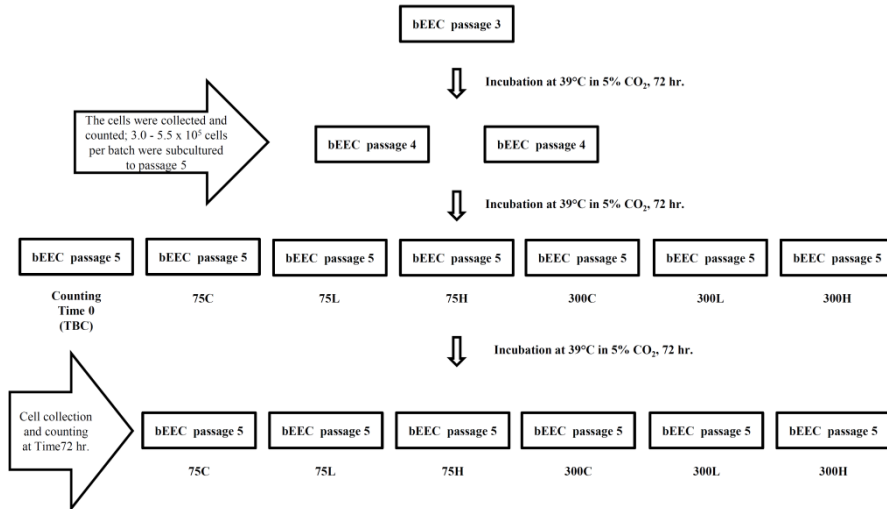 bEEC passage 3
Incubation at 39°C in 5% CO₂, 72 hr.
The cells were collected and
counted; 3.0 - 5.5 x 10⁵ cells
per batch were subcultured
to passage 5
bEEC passage 4
bEEC passage 4
Incubation at 39°C in 5% CO₂, 72 hr.
bEEC passage 5
bEEC passage 5
bEEC passage 5
bEEC passage 5
bEEC passage 5
bEEC passage 5
bEEC passage 5
Counting
Time 0
(TBC)
75C
75L
75H
300C
300L
300H
Incubation at 39°C in 5% CO₂, 72 hr.
Cell collection
and counting
at Time72 hr.
bEEC passage 5
bEEC passage 5
bEEC passage 5
bEEC passage 5
bEEC passage 5
bEEC passage 5
75C
75L
75H
300C
300L
300H